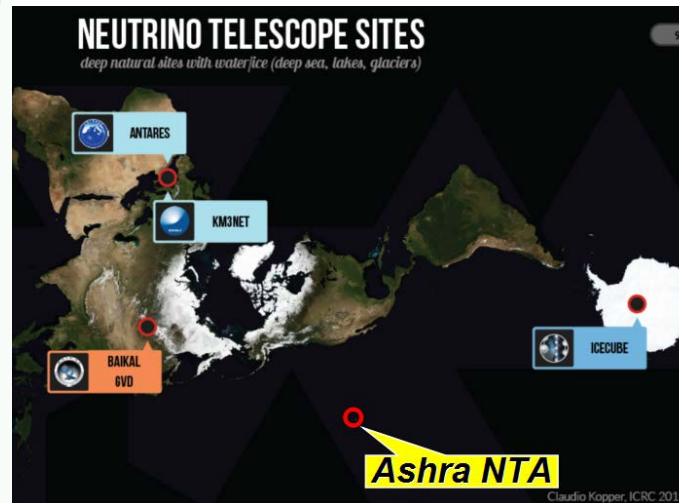 NEUTRINO TELESCOPE SITES
deep natural sites with water/ice (deep sea, lakes, glaciers)
ANTARES
KM3NET
BAIKAL
GVD
ICECUBE
Ashra NTA
Claudio Kopper, ICRC 201